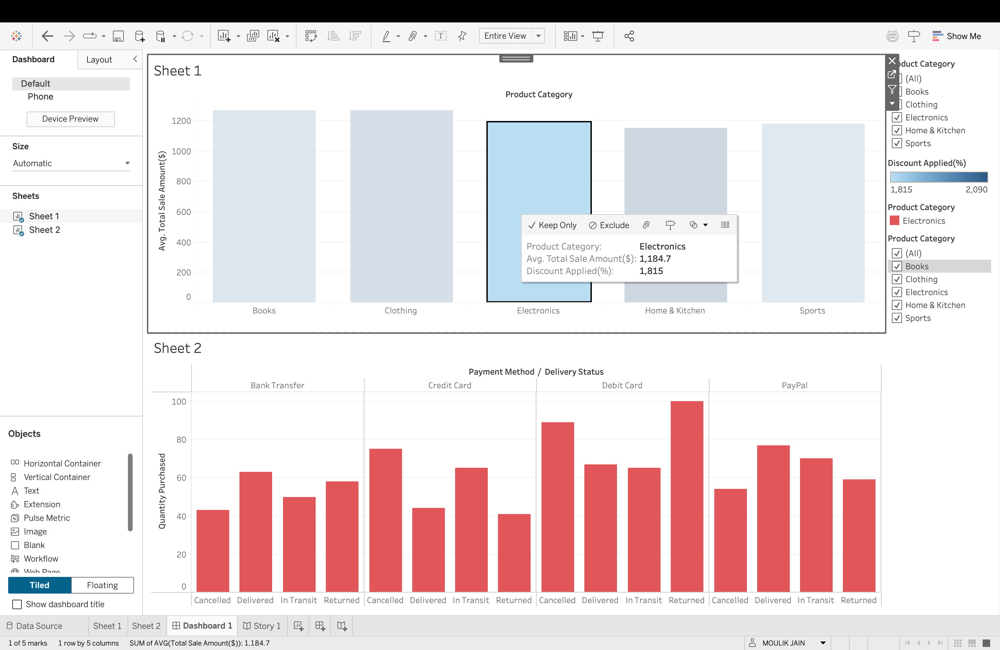 Entire View
Show Me
Dashboard
Layout
Default
Phone
Device Preview
Size
Automatic
Sheets
Sheet 1
Sheet 2
Objects
Horizontal Container
Vertical Container
Text
Extension
Pulse Metric
Image
Blank
Workflow
Web Page
Tiled
Floating
Show dashboard title
Sheet 1
Product Category
Avg. Total Sale Amount($)
1200
1000
800
600
400
200
0
Books
Clothing
Electronics
Home & Kitchen
Sports
Keep Only
Exclude
Product Category: Electronics
Avg. Total Sale Amount($): 1,184.7
Discount Applied(%): 1,815
Sheet 2
Payment Method / Delivery Status
Bank Transfer
Credit Card
Debit Card
PayPal
Quantity Purchased
100
80
60
40
20
0
Cancelled Delivered In Transit Returned Cancelled Delivered In Transit Returned Cancelled Delivered In Transit Returned Cancelled Delivered In Transit Returned
duct Category
(All)
Books
Clothing
Electronics
Home & Kitchen
Sports
Discount Applied(%)
1,815 2,090
Product Category
Electronics
Product Category
(All)
Books
Clothing
Electronics
Home & Kitchen
Sports
Data Source
Sheet 1
Sheet 2
Dashboard 1
Story 1
1 of 5 marks
1 row by 5 columns
SUM of AVG(Total Sale Amount($)): 1,184.7
MOULIK JAIN